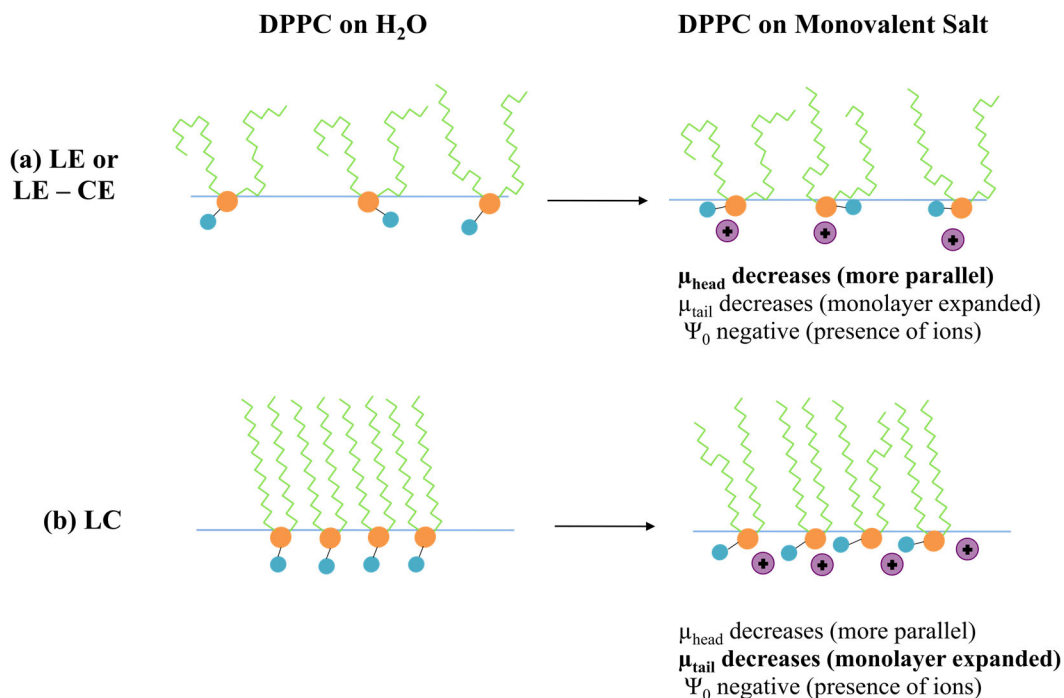 DPPC on H₂O
DPPC on Monovalent Salt
(a) LE or
LE – CE
+ + +
μhead decreases (more parallel)
μtail decreases (monolayer expanded)
Ψ₀ negative (presence of ions)
(b) LC
+ + + +
μhead decreases (more parallel)
μtail decreases (monolayer expanded)
Ψ₀ negative (presence of ions)